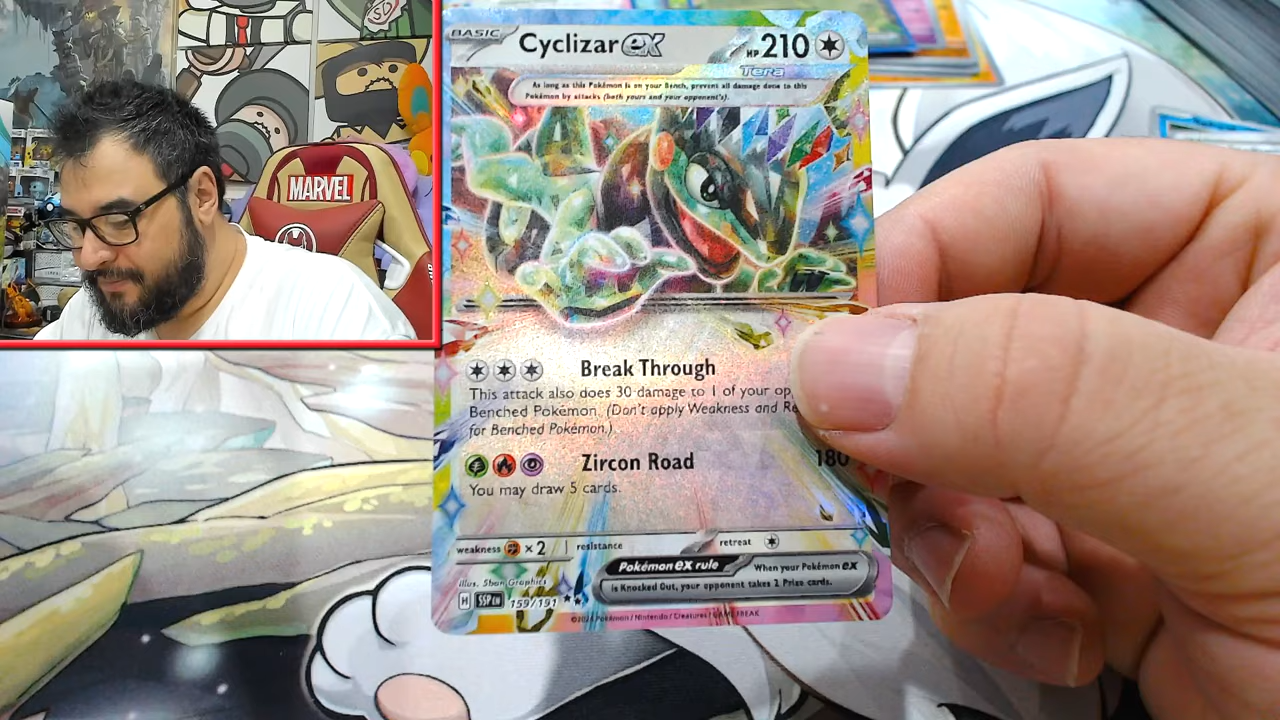 MARVEL
BASIC
Cyclizar ex
HP 210
Tera
As long as this Pokémon is on your Bench, prevent all damage done to this
Pokémon by attacks (both yours and your opponent's).
Break Through
This attack also does 30 damage to 1 of your op
Benched Pokémon. (Don't apply Weakness and Re
for Benched Pokémon.)
Zircon Road
180
You may draw 5 cards.
weakness ×2 resistance retreat
Pokémon ex rule
When your Pokémon ex
is Knocked Out, your opponent takes 2 Prize cards.
Illus. 5ban Graphics
H SSP EN 159/191 ★★
©2024 Pokémon / Nintendo / Creatures / GAME FREAK